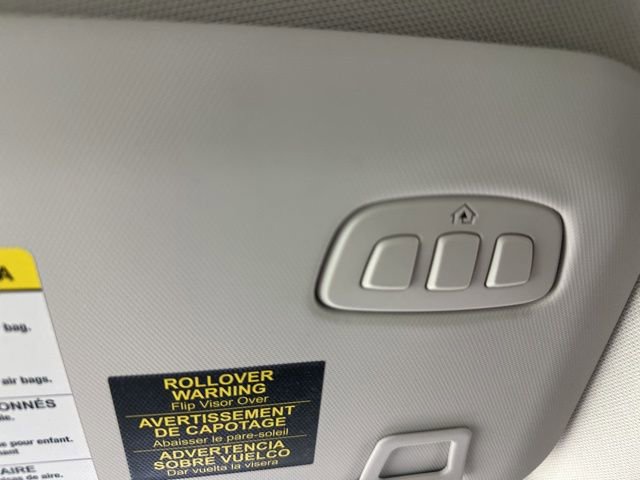 A
bag.
air bags.
ONNÉS
pour enfant.
AIRE
de aire.
ROLLOVER
WARNING
Flip Visor Over
AVERTISSEMENT
DE CAPOTAGE
Abaisser le pare-soleil
ADVERTENCIA
SOBRE VUELCO
Dar vuelta la visera